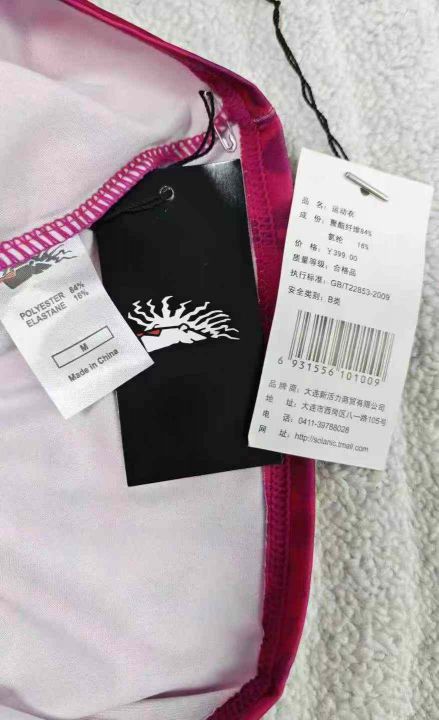 POLYESTER 84%
ELASTANE 16%
M
Made in China
品 名：运动衣
成 份：聚酯纤维84%
氨纶 16%
价 格：￥399.00
质量等级：合格品
执行标准：GB/T22853-2009
安全类别：B类
6 931556 101009
品 牌 商：大连新活力商贸有限公司
地 址：大连市西岗区八一路105号
电 话：0411-39788028
网 址：http://sclanic.tmall.com